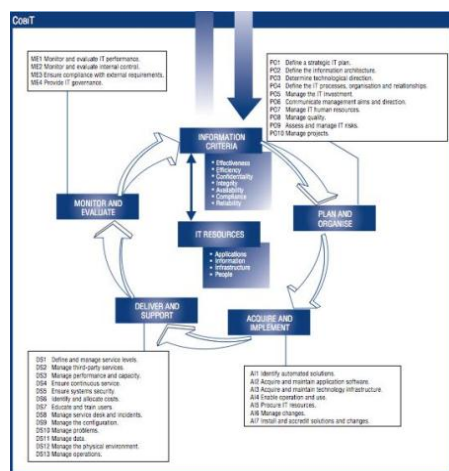 COBIT
ME1 Monitor and evaluate IT performance.
ME2 Monitor and evaluate internal control.
ME3 Ensure compliance with external requirements.
ME4 Provide IT governance.
PO1 Define a strategic IT plan.
PO2 Define the information architecture.
PO3 Determine technological direction.
PO4 Define the IT processes, organisation and relationships.
PO5 Manage the IT investment.
PO6 Communicate management aims and direction.
PO7 Manage IT human resources.
PO8 Manage quality.
PO9 Assess and manage IT risks.
PO10 Manage projects.
INFORMATION
CRITERIA
• Effectiveness
• Efficiency
• Confidentiality
• Integrity
• Availability
• Compliance
• Reliability
MONITOR AND
EVALUATE
PLAN AND
ORGANISE
IT RESOURCES
• Applications
• Information
• Infrastructure
• People
DELIVER AND
SUPPORT
ACQUIRE AND
IMPLEMENT
DS1 Define and manage service levels.
DS2 Manage third-party services.
DS3 Manage performance and capacity.
DS4 Ensure continuous service.
DS5 Ensure systems security.
DS6 Identify and allocate costs.
DS7 Educate and train users.
DS8 Manage service desk and incidents.
DS9 Manage the configuration.
DS10 Manage problems.
DS11 Manage data.
DS12 Manage the physical environment.
DS13 Manage operations.
AI1 Identify automated solutions.
AI2 Acquire and maintain application software.
AI3 Acquire and maintain technology infrastructure.
AI4 Enable operation and use.
AI5 Procure IT resources.
AI6 Manage changes.
AI7 Install and accredit solutions and changes.